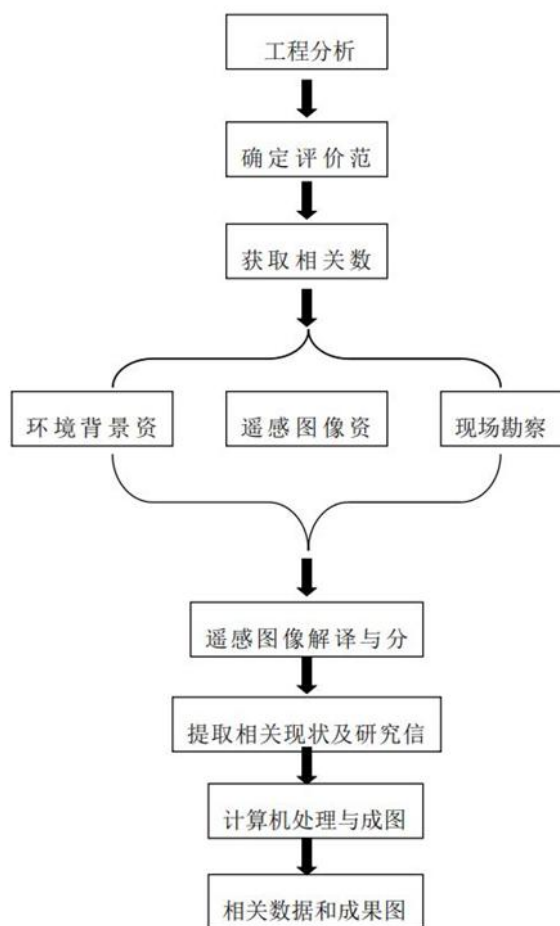 工程分析
确定评价范
获取相关数
环境背景资
遥感图像资
现场勘察
遥感图像解译与分
提取相关现状及研究信
计算机处理与成图
相关数据和成果图